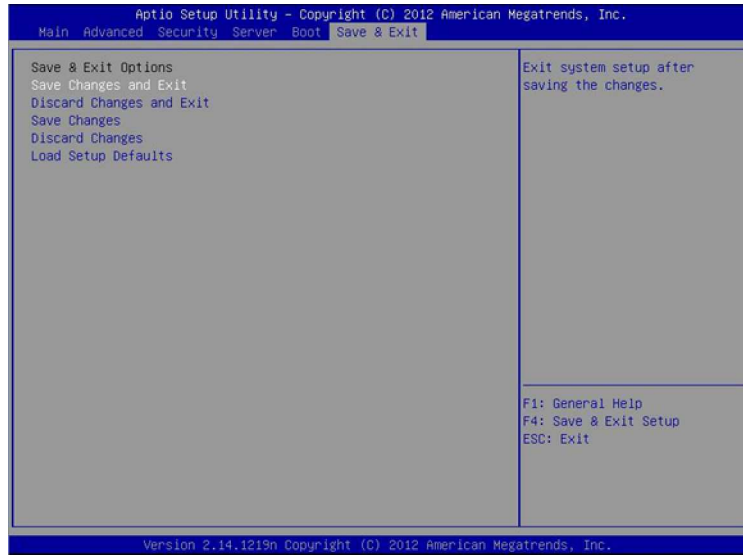 Aptio Setup Utility - Copyright (C) 2012 American Megatrends, Inc.
Main Advanced Security Server Boot Save & Exit
Save & Exit Options
Save Changes and Exit
Discard Changes and Exit
Save Changes
Discard Changes
Load Setup Defaults
Exit system setup after
saving the changes.
F1: General Help
F4: Save & Exit Setup
ESC: Exit
Version 2.14.1219n Copyright (C) 2012 American Megatrends, Inc.